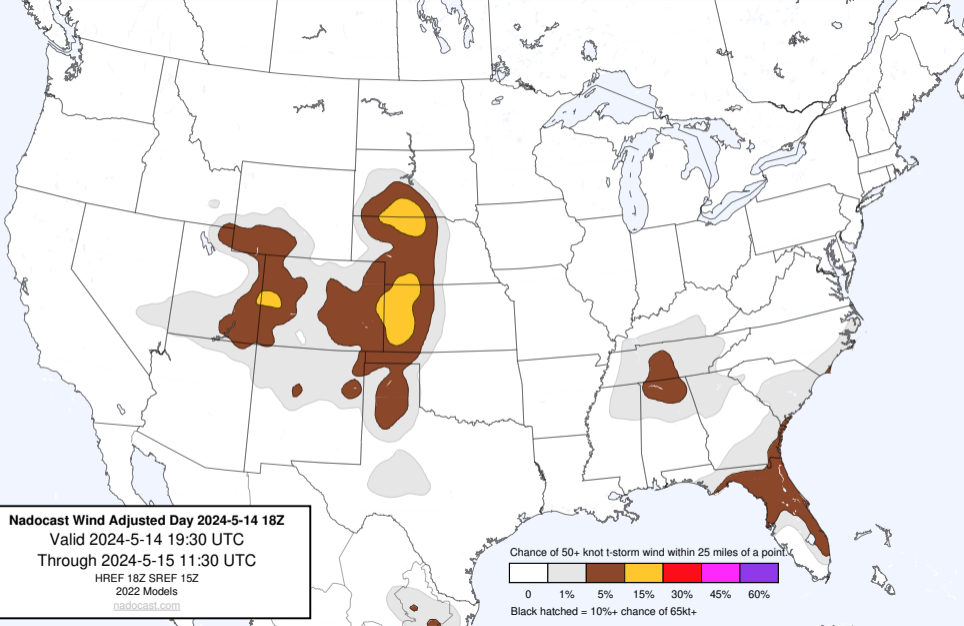 Nadocast Wind Adjusted Day 2024-5-14 18Z
Valid 2024-5-14 19:30 UTC
Through 2024-5-15 11:30 UTC
HREF 18Z SREF 15Z
2022 Models
nadocast.com
Chance of 50+ knot t-storm wind within 25 miles of a point.
0 1% 5% 15% 30% 45% 60%
Black hatched = 10%+ chance of 65kt+